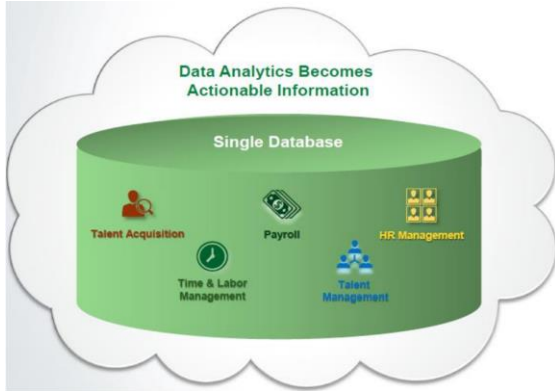 Data Analytics Becomes
Actionable Information
Single Database
Talent Acquisition
Payroll
HR Management
Time & Labor
Management
Talent
Management